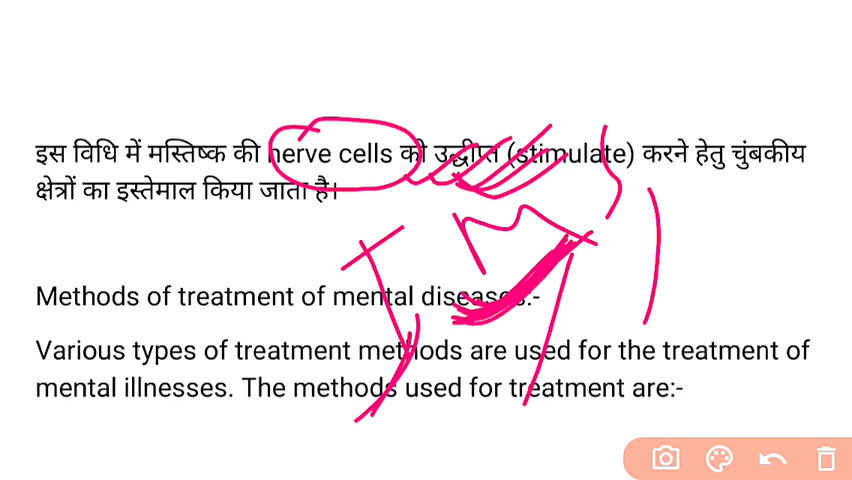 इस विधि में मस्तिष्क की nerve cells को उद्दीप्त (stimulate) करने हेतु चुंबकीय
क्षेत्रों का इस्तेमाल किया जाता है।
Methods of treatment of mental diseases:-
Various types of treatment methods are used for the treatment of
mental illnesses. The methods used for treatment are:-